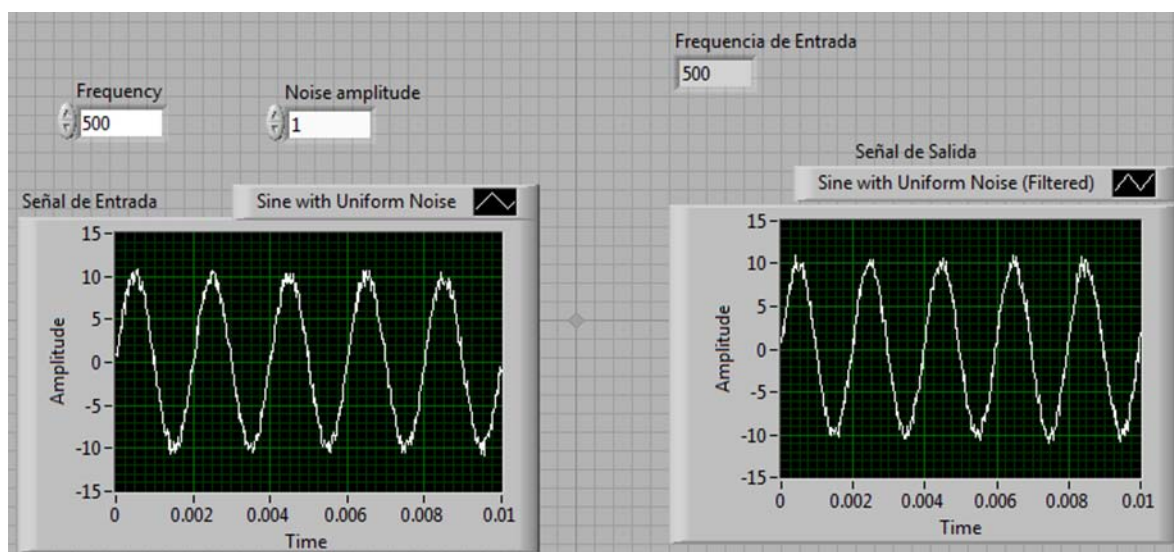 Frequency
500
Noise amplitude
1
Señal de Entrada
Sine with Uniform Noise
15
10
5
0
-5
-10
-15
Amplitude
0
0.002
0.004
0.006
0.008
0.01
Time
Frequencia de Entrada
500
Señal de Salida
Sine with Uniform Noise (Filtered)
15
10
5
0
-5
-10
-15
Amplitude
0
0.002
0.004
0.006
0.008
0.01
Time